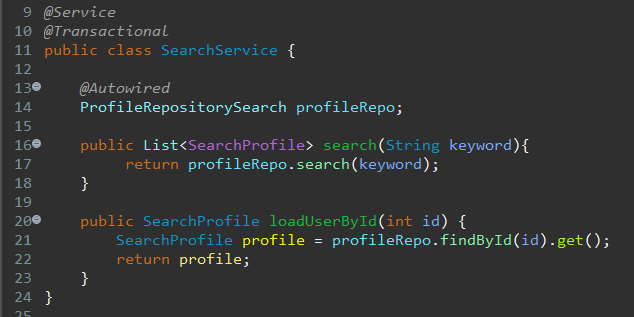 9 @Service
10 @Transactional
11 public class SearchService {
12
13 @Autowired
14 ProfileRepositorySearch profileRepo;
15
16 public List<SearchProfile> search(String keyword){
17 return profileRepo.search(keyword);
18 }
19
20 public SearchProfile loadUserById(int id) {
21 SearchProfile profile = profileRepo.findById(id).get();
22 return profile;
23 }
24 }
25